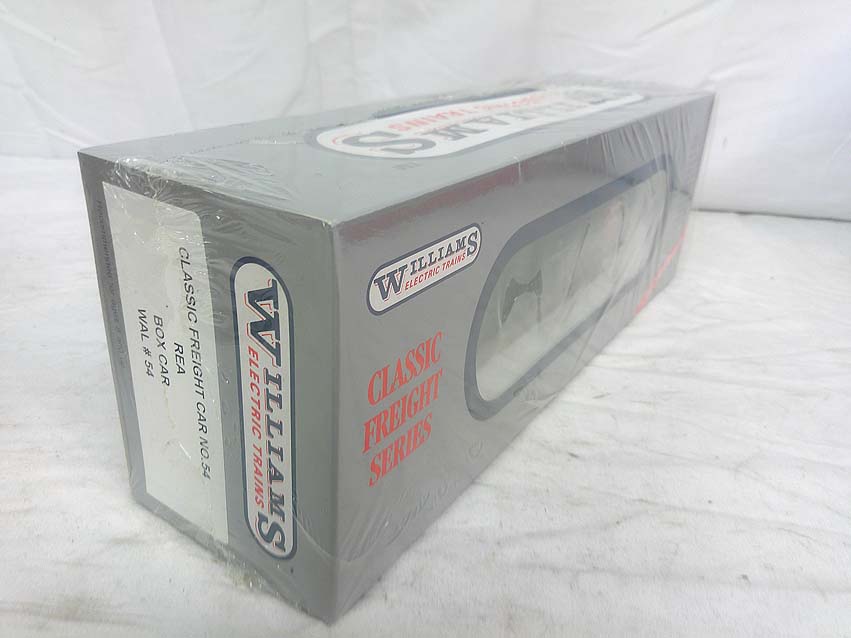 WILLIAMS
ELECTRIC TRAINS
WILLIAMS
ELECTRIC TRAINS
CLASSIC
FREIGHT
SERIES
WILLIAMS
ELECTRIC TRAINS
CLASSIC FREIGHT CAR NO.54
REA
BOX CAR
WAL # 54